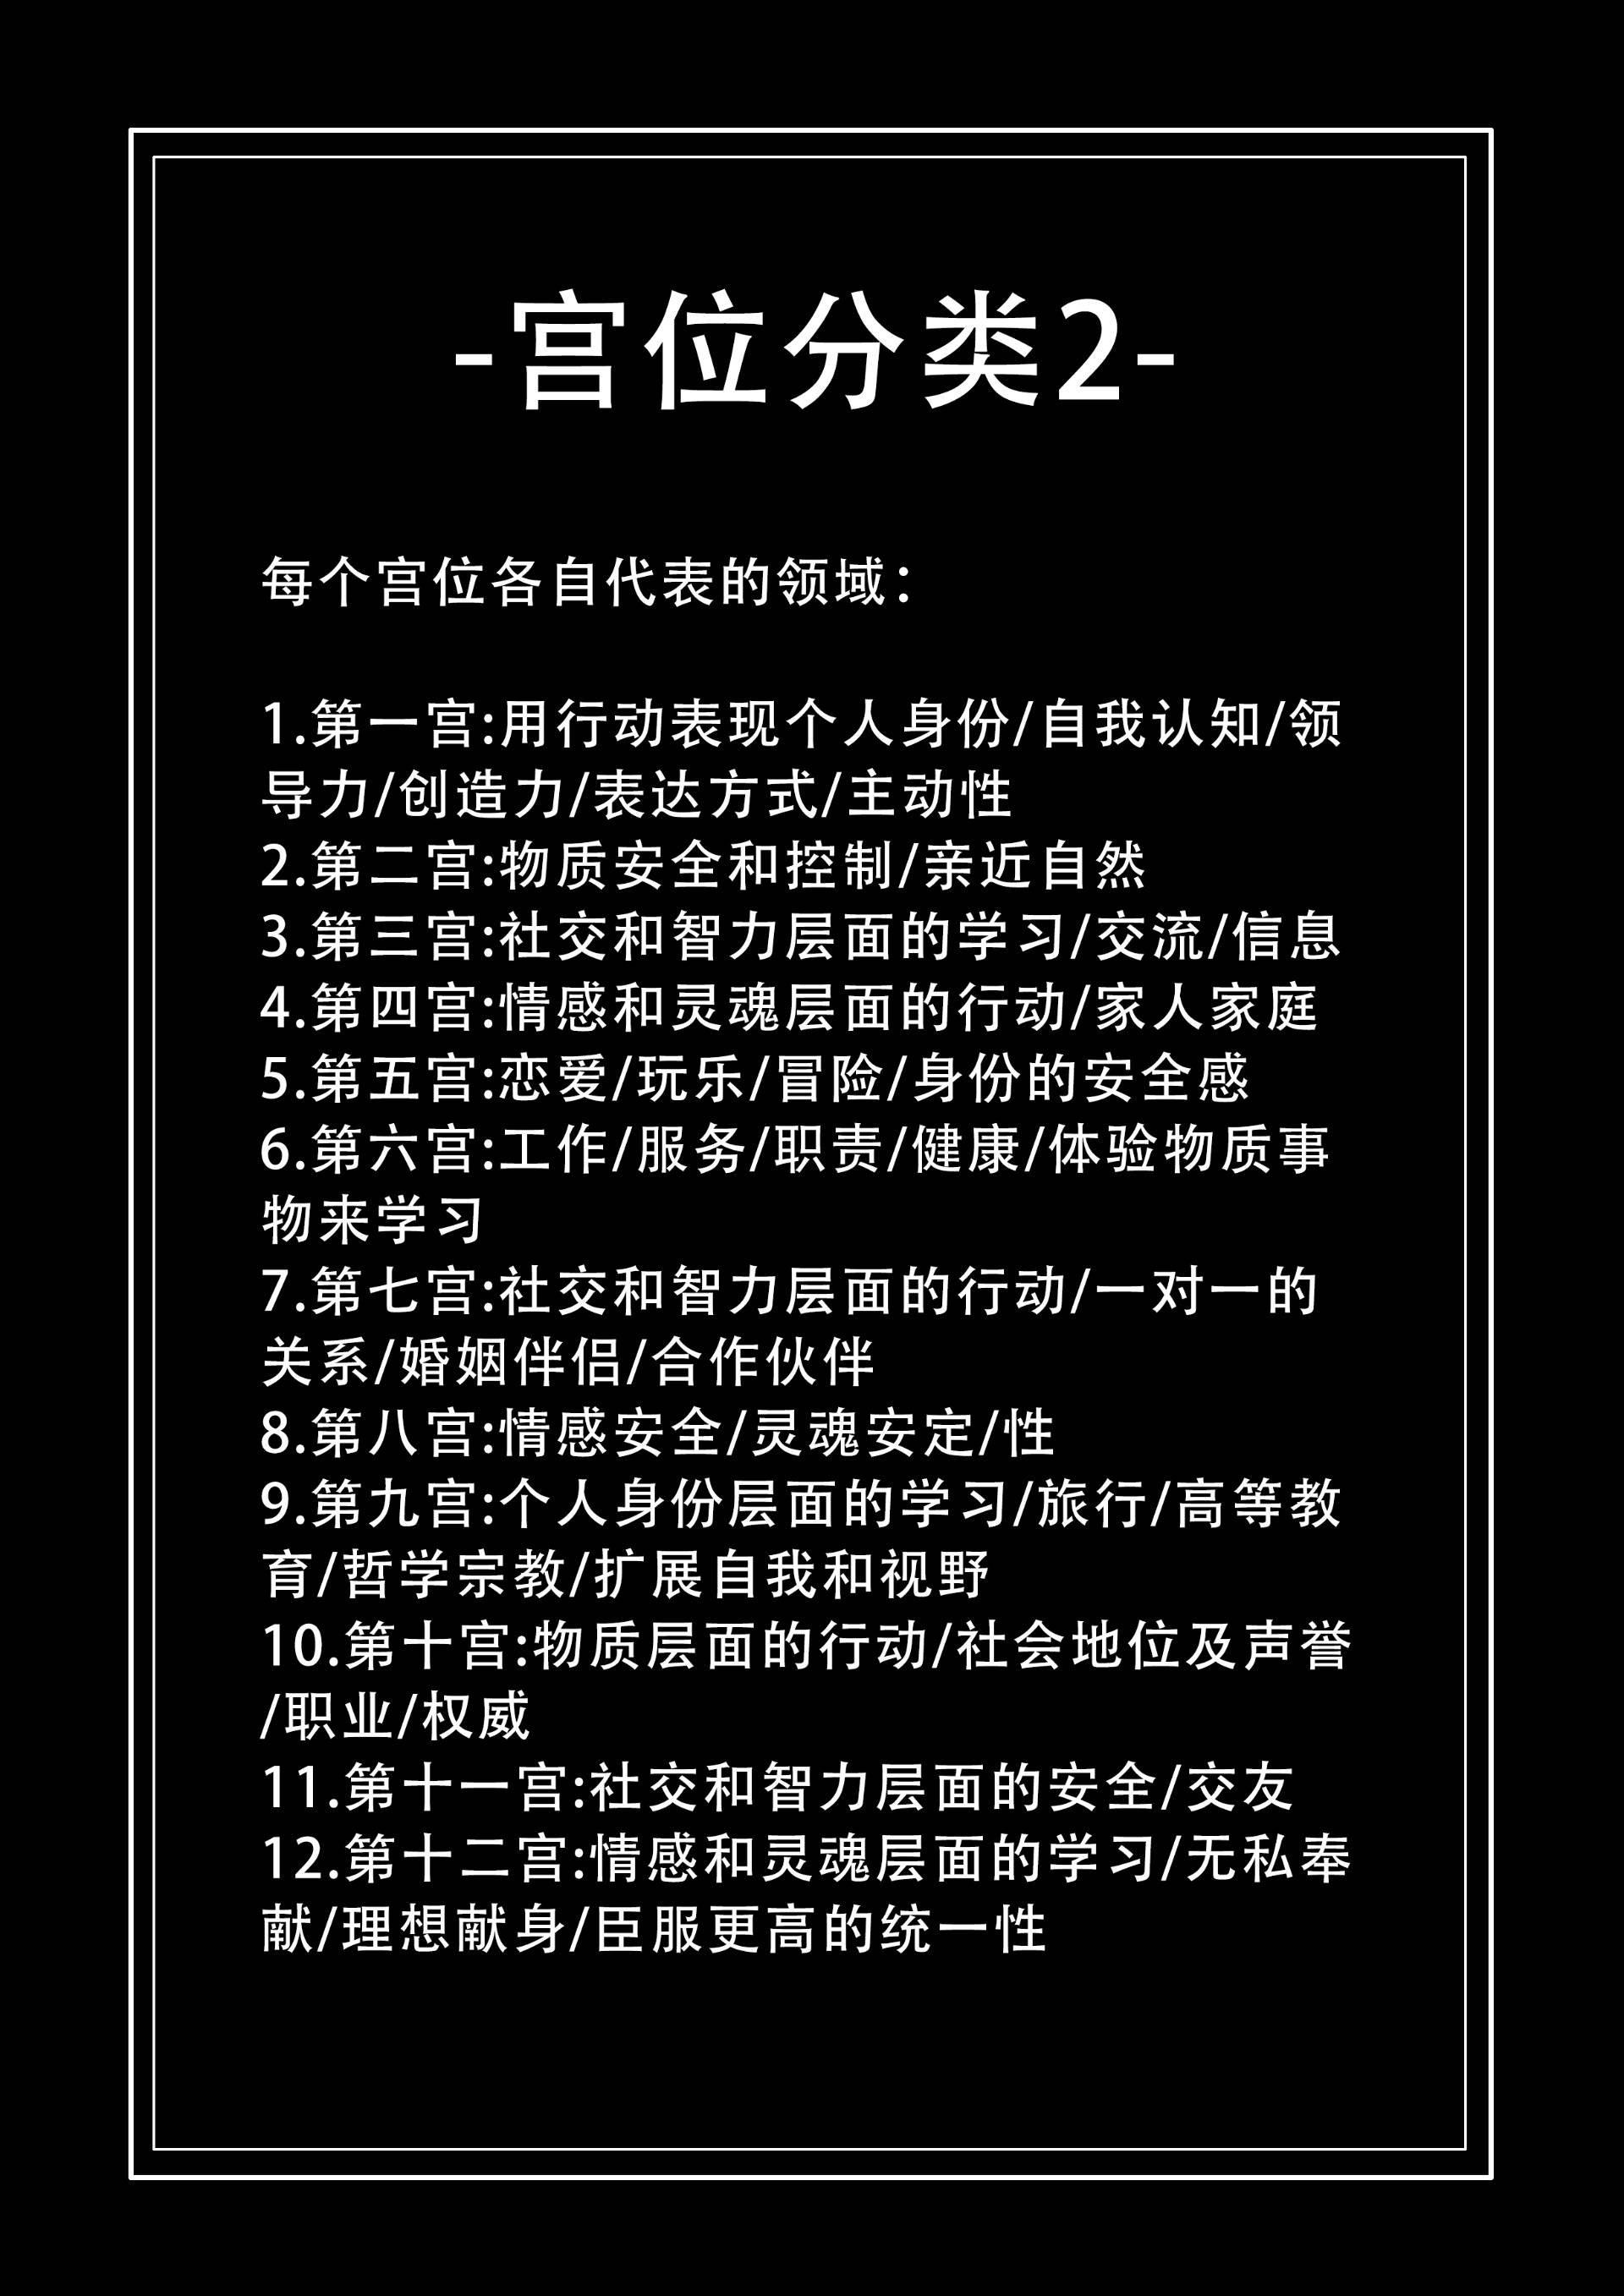 -宫位分类2-
每个宫位各自代表的领域：
1.第一宫:用行动表现个人身份/自我认知/领
导力/创造力/表达方式/主动性
2.第二宫:物质安全和控制/亲近自然
3.第三宫:社交和智力层面的学习/交流/信息
4.第四宫:情感和灵魂层面的行动/家人家庭
5.第五宫:恋爱/玩乐/冒险/身份的安全感
6.第六宫:工作/服务/职责/健康/体验物质事
物来学习
7.第七宫:社交和智力层面的行动/一对一的
关系/婚姻伴侣/合作伙伴
8.第八宫:情感安全/灵魂安定/性
9.第九宫:个人身份层面的学习/旅行/高等教
育/哲学宗教/扩展自我和视野
10.第十宫:物质层面的行动/社会地位及声誉
/职业/权威
11.第十一宫:社交和智力层面的安全/交友
12.第十二宫:情感和灵魂层面的学习/无私奉
献/理想献身/臣服更高的统一性